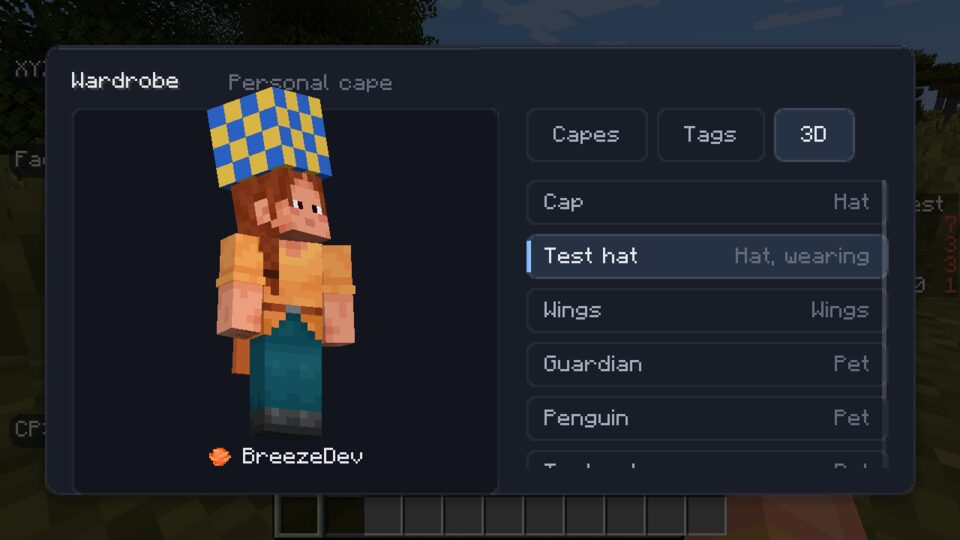 XYZ
Wardrobe
Personal cape
Capes
Tags
3D
Cap
Hat
Test hat
Hat, wearing
Wings
Wings
Guardian
Pet
Penguin
Pet
BreezeDev